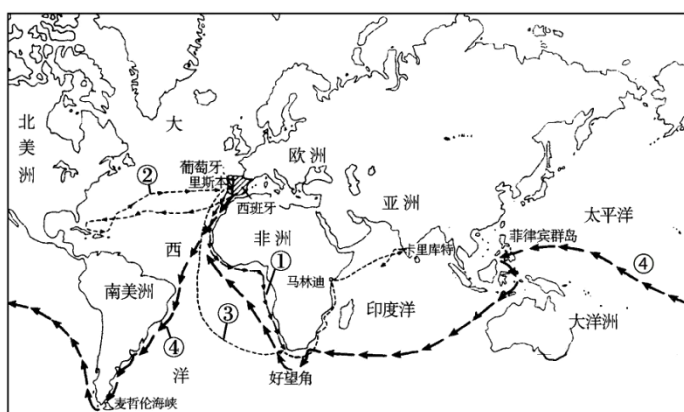 北美洲
大
②
葡萄牙
里斯本
欧洲
西班牙
亚洲
太平洋
菲律宾群岛
卡里库特
非洲
西
①
马林迪
④
南美洲
③
印度洋
大洋洲
④
洋
好望角
麦哲伦海峡